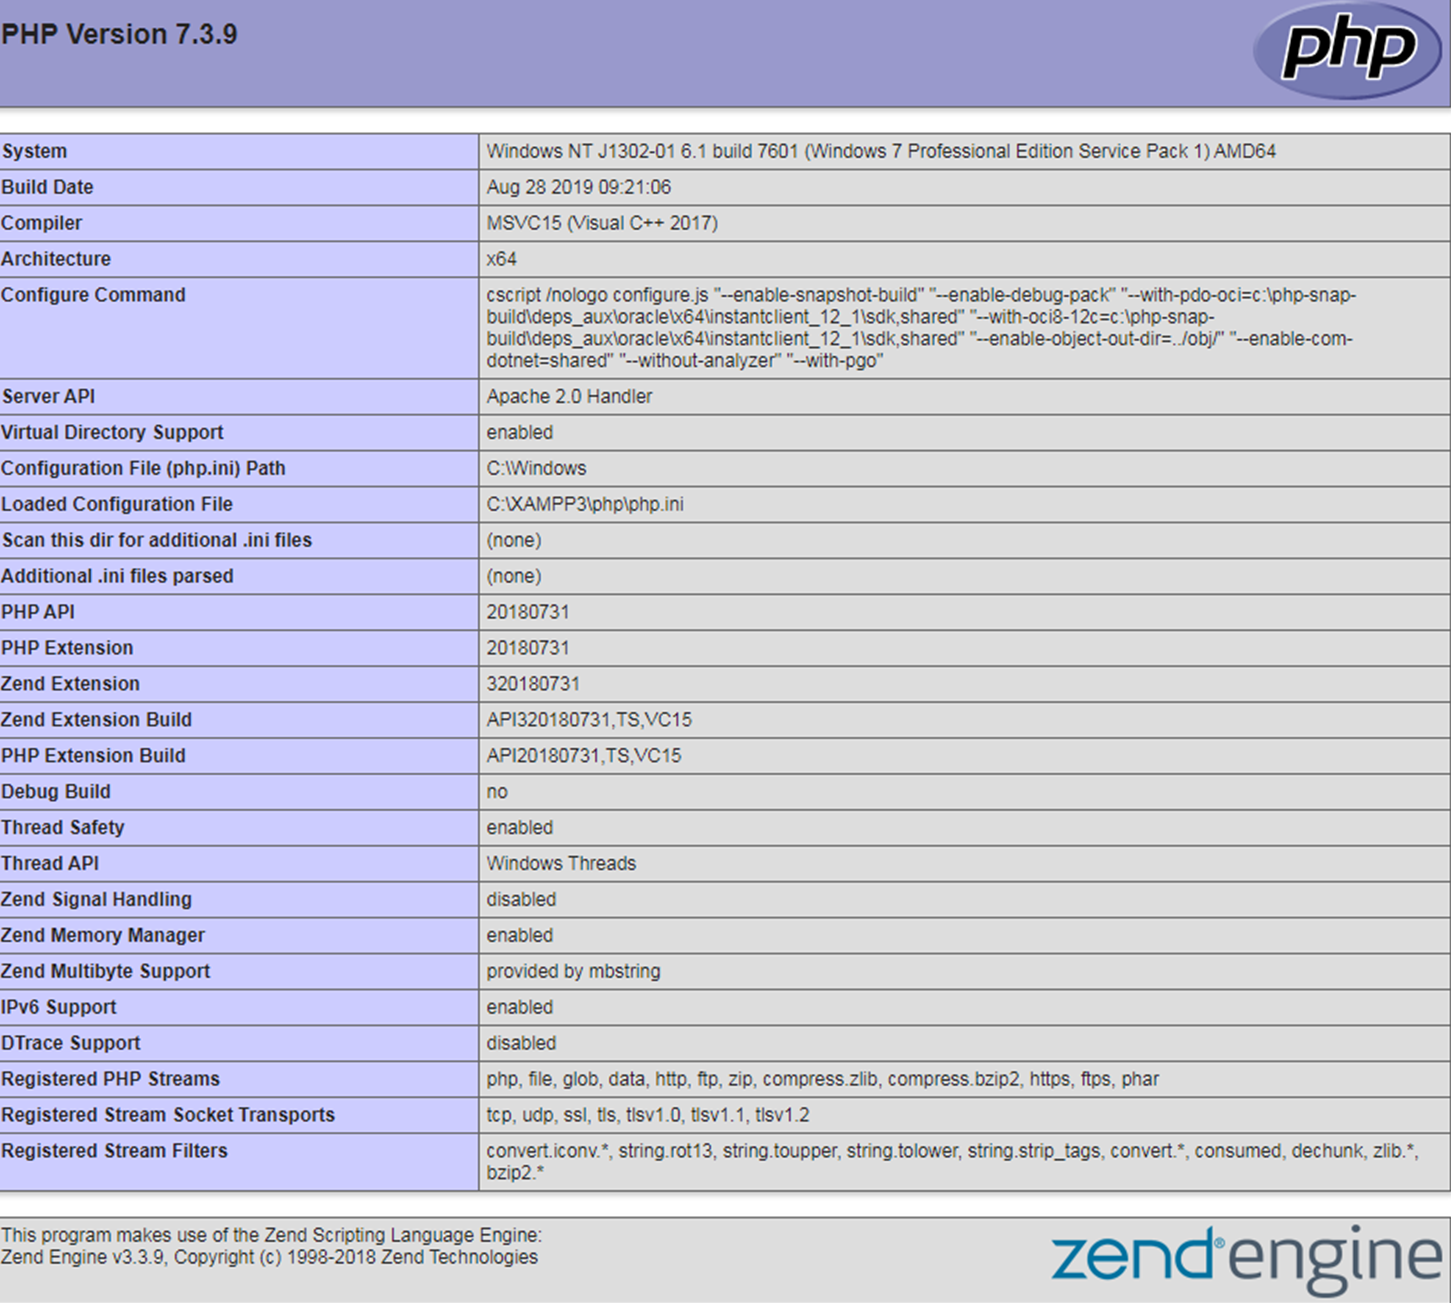 PHP Version 7.3.9
php
System Windows NT J1302-01 6.1 build 7601 (Windows 7 Professional Edition Service Pack 1) AMD64
Build Date Aug 28 2019 09:21:06
Compiler MSVC15 (Visual C++ 2017)
Architecture x64
Configure Command cscript /nologo configure.js "--enable-snapshot-build" "--enable-debug-pack" "--with-pdo-oci=c:\php-snap-
build\deps_aux\oracle\x64\instantclient_12_1\sdk,shared" "--with-oci8-12c=c:\php-snap-
build\deps_aux\oracle\x64\instantclient_12_1\sdk,shared" "--enable-object-out-dir=../obj/" "--enable-com-
dotnet=shared" "--without-analyzer" "--with-pgo"
Server API Apache 2.0 Handler
Virtual Directory Support enabled
Configuration File (php.ini) Path C:\Windows
Loaded Configuration File C:\XAMPP3\php\php.ini
Scan this dir for additional .ini files (none)
Additional .ini files parsed (none)
PHP API 20180731
PHP Extension 20180731
Zend Extension 320180731
Zend Extension Build API320180731,TS,VC15
PHP Extension Build API20180731,TS,VC15
Debug Build no
Thread Safety enabled
Thread API Windows Threads
Zend Signal Handling disabled
Zend Memory Manager enabled
Zend Multibyte Support provided by mbstring
IPv6 Support enabled
DTrace Support disabled
Registered PHP Streams php, file, glob, data, http, ftp, zip, compress.zlib, compress.bzip2, https, ftps, phar
Registered Stream Socket Transports tcp, udp, ssl, tls, tlsv1.0, tlsv1.1, tlsv1.2
Registered Stream Filters convert.iconv.*, string.rot13, string.toupper, string.tolower, string.strip_tags, convert.*, consumed, dechunk, zlib.*,
bzip2.*
This program makes use of the Zend Scripting Language Engine:
Zend Engine v3.3.9, Copyright (c) 1998-2018 Zend Technologies
zend® engine